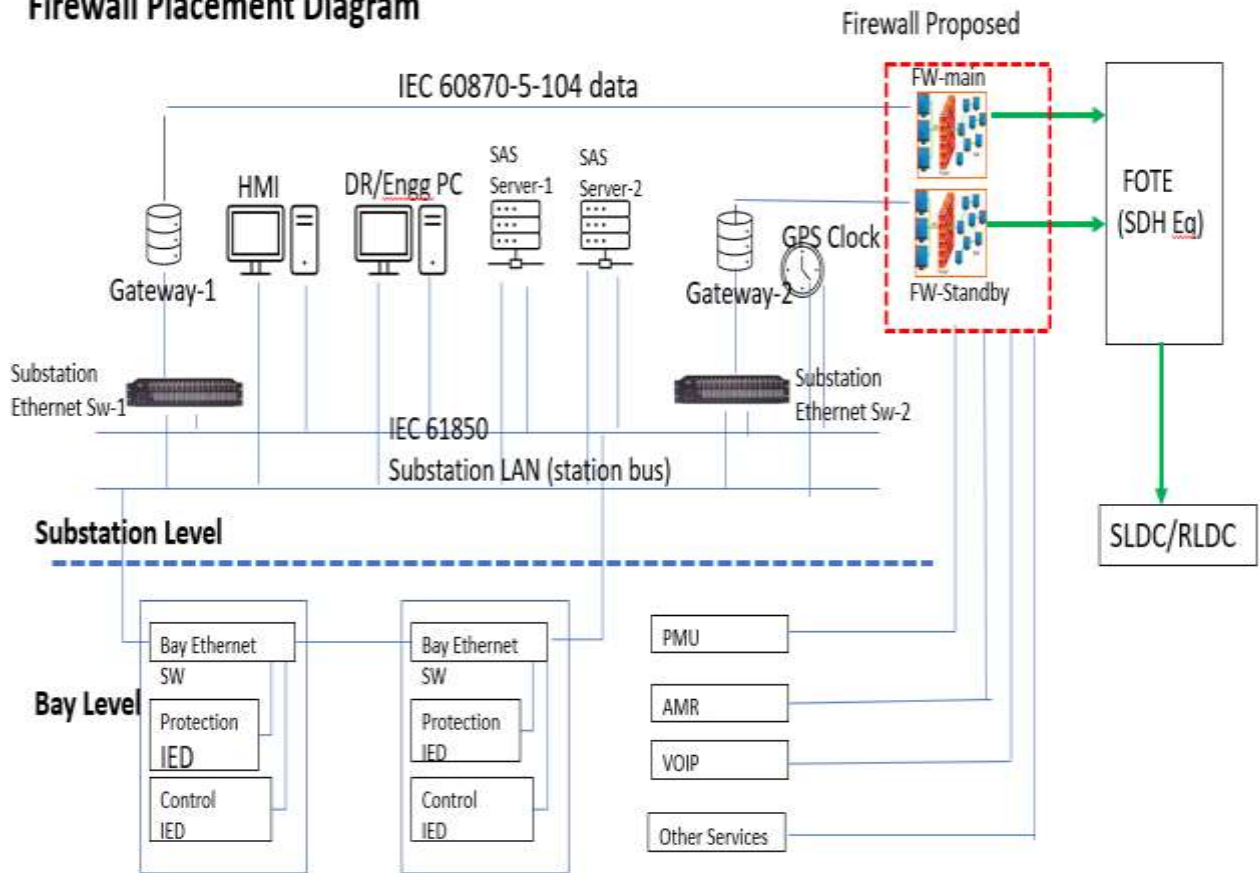 Firewall Placement Diagram
Firewall Proposed
IEC 60870-5-104 data
FW-main
HMI
DR/Engg PC
SAS
Server-1
SAS
Server-2
FOTE
(SDH Eq)
GPS Clock
Gateway-1
Gateway-2
FW-Standby
Substation
Ethernet Sw-1
Substation
Ethernet Sw-2
IEC 61850
Substation LAN (station bus)
Substation Level
SLDC/RLDC
Bay Level
Bay Ethernet
SW
Protection
IED
Control
IED
Bay Ethernet
SW
Protection
IED
Control
IED
PMU
AMR
VOIP
Other Services